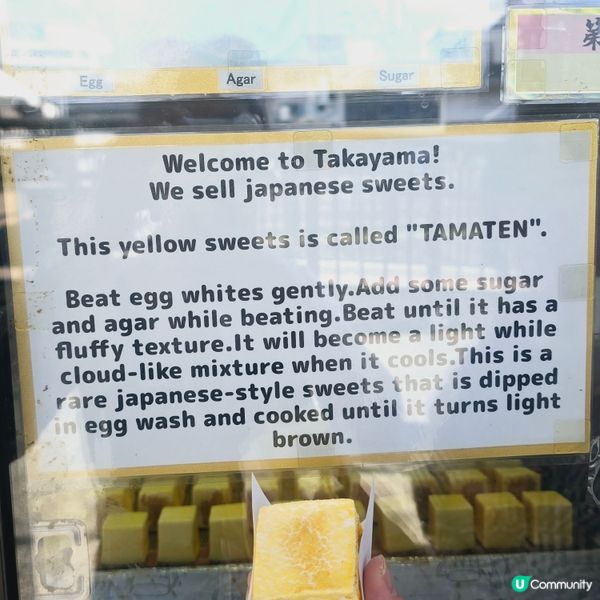 Egg Agar Sugar
Welcome to Takayama!
We sell japanese sweets.
This yellow sweets is called "TAMATEN".
Beat egg whites gently.Add some sugar
and agar while beating.Beat until it has a
fluffy texture.It will become a light while
cloud-like mixture when it cools.This is a
rare japanese-style sweets that is dipped
in egg wash and cooked until it turns light
brown.
U Community